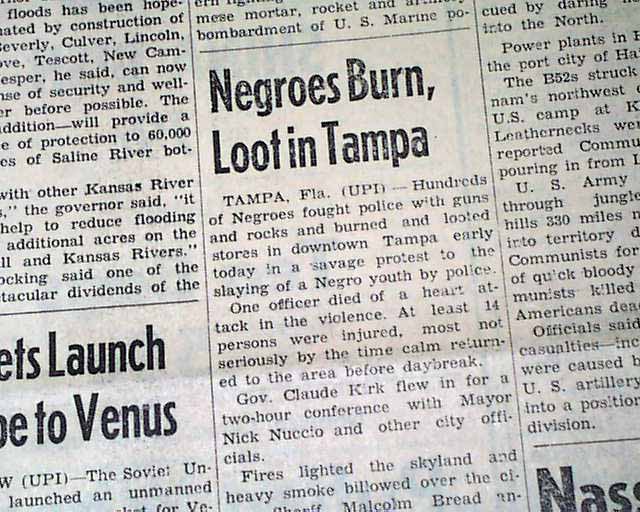 floods has been hope-
ated by construction of
Beverly, Culver, Lincoln,
ove, Tescott, New Cam-
esper, he said, can now
nse of security and well-
er before possible. The
addition—will provide a
e of protection to 60,000
es of Saline River bot-
with other Kansas River
s," the governor said, "it
help to reduce flooding
additional acres on the
ll and Kansas Rivers."
ocking said one of the
tacular dividends of the
ets Launch
be to Venus
W (UPI)—The Soviet Un-
launched an unmanned
for Ve-
mese mortar, rocket and
bombardment of U. S. Marine po-
Negroes Burn,
Loot in Tampa
TAMPA, Fla. (UPI) — Hundreds
of Negroes fought police with guns
and rocks and burned and looted
stores in downtown Tampa early
today in a savage protest to the
slaying of a Negro youth by police.
One officer died of a heart at-
tack in the violence. At least 14
persons were injured, most not
seriously by the time calm return-
ed to the area before daybreak.
Gov. Claude Kirk flew in for a
two-hour conference with Mayor
Nick Nuccio and other city offi-
cials.
Fires lighted the skyland and
heavy smoke billowed over the ci-
Sheriff Malcolm Bread an-
cued by daring
into the North.
Power plants in H
the port city of Ha
The B52s struck
nam's northwest
U.S. camp at K
Leathernecks wer
reported Commu
pouring in from
U. S. Army
through jungle
hills 330 miles
into territory d
Communists for
of quick bloody
munists killed
Americans dea
Officials said
casualties—inc
were caused b
U. S. artillery
into a position
division.
Nass